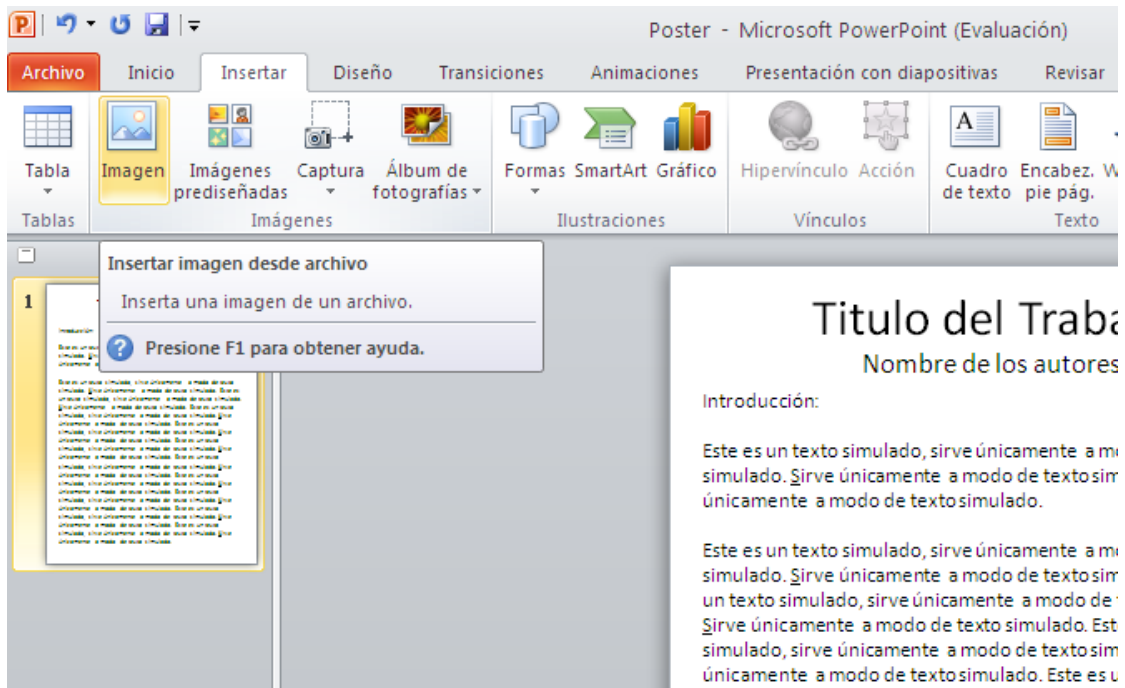 Poster - Microsoft PowerPoint (Evaluación)
Archivo Inicio Insertar Diseño Transiciones Animaciones Presentación con diapositivas Revisar
Tabla Imagen Imágenes prediseñadas Captura Álbum de fotografías Formas SmartArt Gráfico Hipervínculo Acción Cuadro de texto Encabez. pie pág. W
Tablas Imágenes Ilustraciones Vínculos Texto
Insertar imagen desde archivo
Inserta una imagen de un archivo.
Presione F1 para obtener ayuda.
1
Titulo del Traba
Nombre de los autores
Introducción:
Este es un texto simulado, sirve únicamente a m
simulado. Sirve únicamente a modo de texto sim
únicamente a modo de texto simulado.
Este es un texto simulado, sirve únicamente a m
simulado. Sirve únicamente a modo de texto sim
un texto simulado, sirve únicamente a modo de
Sirve únicamente a modo de texto simulado. Est
simulado, sirve únicamente a modo de texto sim
únicamente a modo de texto simulado. Este es u